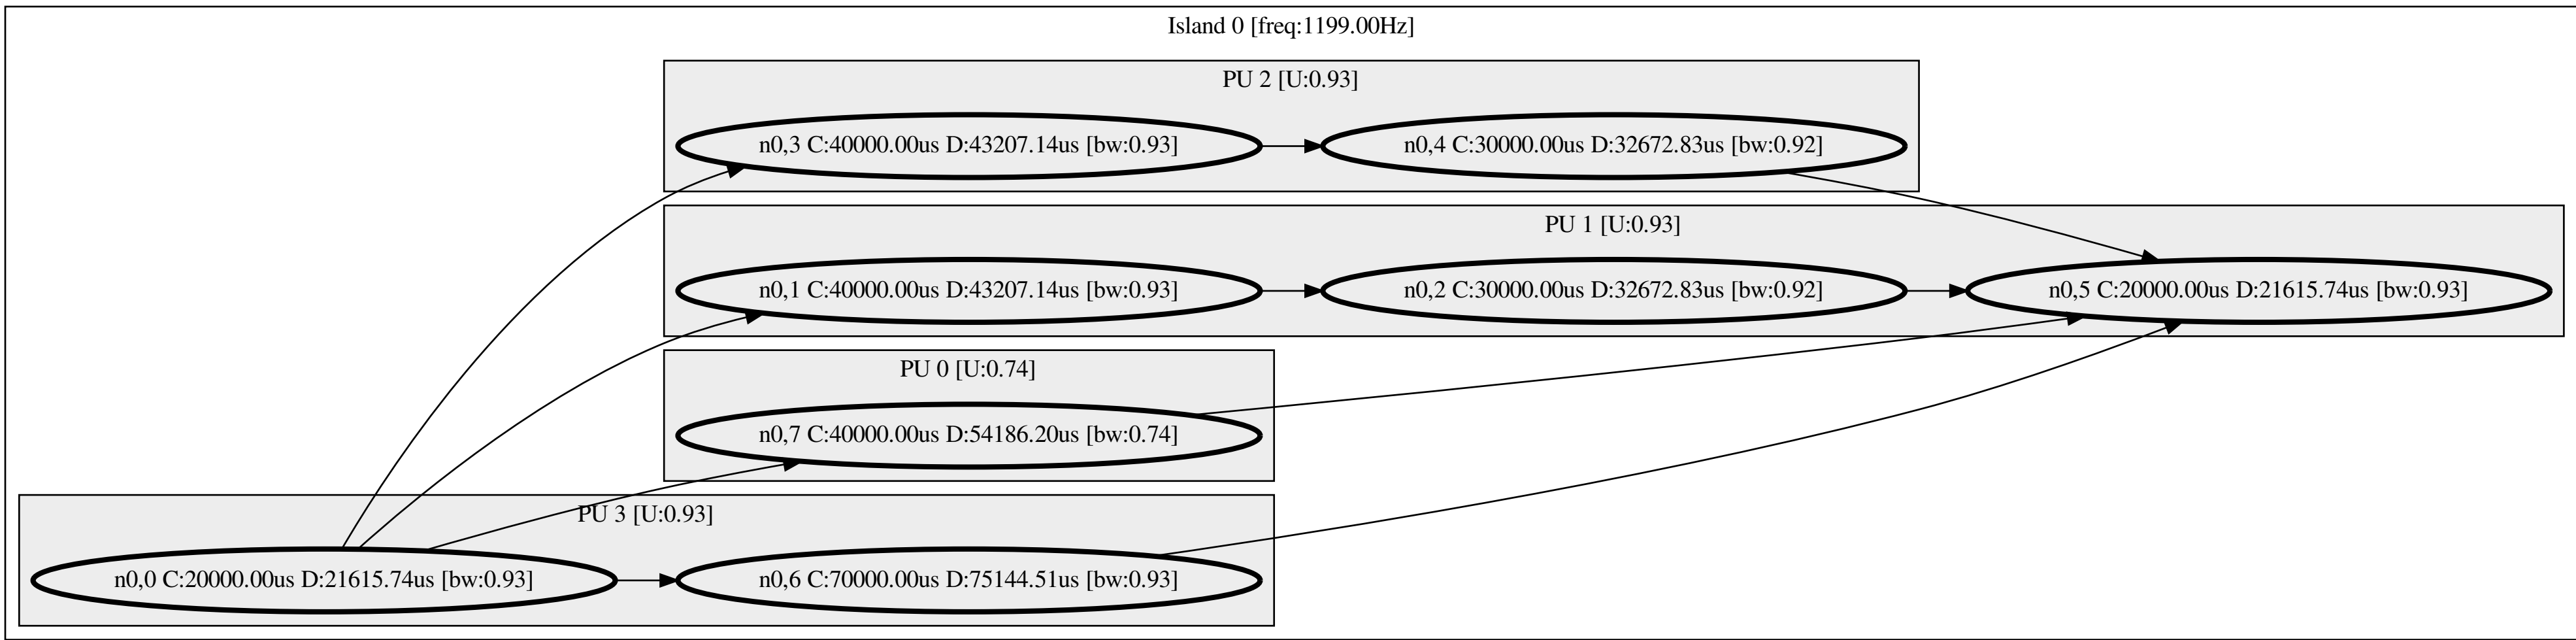 Island 0 [freq:1199.00Hz]
PU 2 [U:0.93]
n0,3 C:40000.00us D:43207.14us [bw:0.93]
n0,4 C:30000.00us D:32672.83us [bw:0.92]
PU 1 [U:0.93]
n0,1 C:40000.00us D:43207.14us [bw:0.93]
n0,2 C:30000.00us D:32672.83us [bw:0.92]
n0,5 C:20000.00us D:21615.74us [bw:0.93]
PU 0 [U:0.74]
n0,7 C:40000.00us D:54186.20us [bw:0.74]
PU 3 [U:0.93]
n0,0 C:20000.00us D:21615.74us [bw:0.93]
n0,6 C:70000.00us D:75144.51us [bw:0.93]